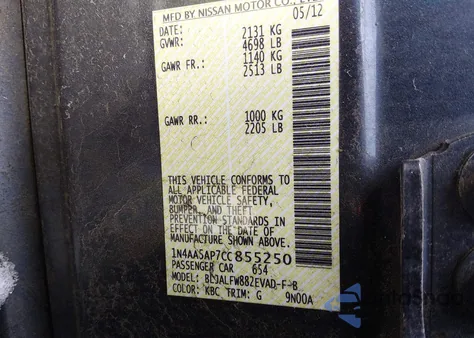 MFD BY NISSAN MOTOR CO., LTD.
DATE: 05/12
GVWR: 2131 KG
4698 LB
GAWR FR.: 1140 KG
2513 LB
GAWR RR.: 1000 KG
2205 LB
THIS VEHICLE CONFORMS TO
ALL APPLICABLE FEDERAL
MOTOR VEHICLE SAFETY,
BUMPER, AND THEFT
PREVENTION STANDARDS IN
EFFECT ON THE DATE OF
MANUFACTURE SHOWN ABOVE.
1N4AA5AP7CC855250
PASSENGER CAR 654
MODEL: BLJALFW882EVAD-F-B
COLOR: KBC TRIM: G 9N00A